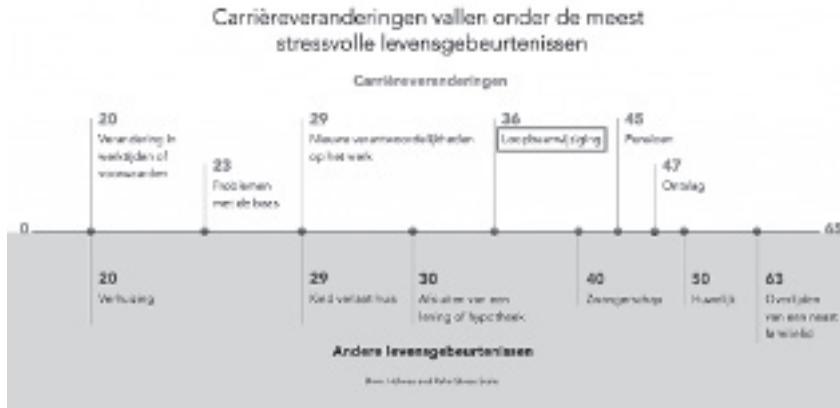 Carrièreveranderingen vallen onder de meest
stressvolle levensgebeurtenissen
Carrièreveranderingen
20
Verandering in
werktijden of
voorwaarden
23
Problemen
met de baas
29
Nieuwe verantwoordelijkheden
op het werk
36
Loopbaanwijziging
45
Pensioen
47
Ontslag
0
65
20
Verhuizing
29
Kind verlaat huis
30
Afsluiten van een
lening of hypotheek
40
Zwangerschap
50
Huwelijk
63
Overlijden
van een naast
familielid
Andere levensgebeurtenissen